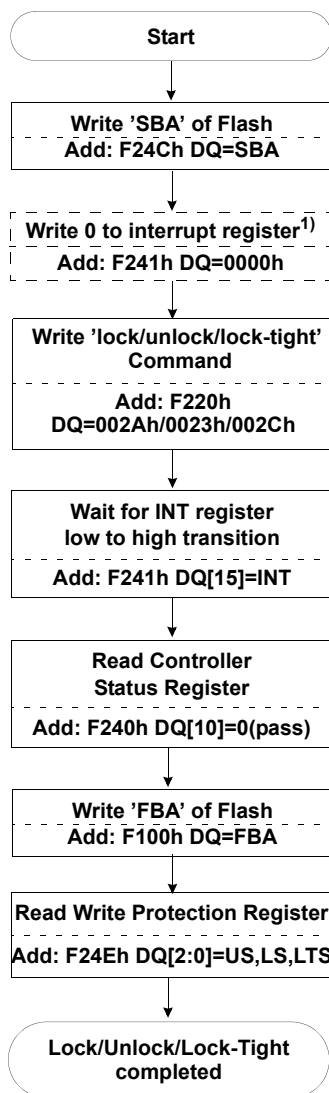 Start
Write ’SBA’ of Flash
Add: F24Ch DQ=SBA
Write 0 to interrupt register1)
Add: F241h DQ=0000h
Write ’lock/unlock/lock-tight’
Command
Add: F220h
DQ=002Ah/0023h/002Ch
Wait for INT register
low to high transition
Add: F241h DQ[15]=INT
Read Controller
Status Register
Add: F240h DQ[10]=0(pass)
Write ’FBA’ of Flash
Add: F100h DQ=FBA
Read Write Protection Register
Add: F24Eh DQ[2:0]=US,LS,LTS
Lock/Unlock/Lock-Tight
completed